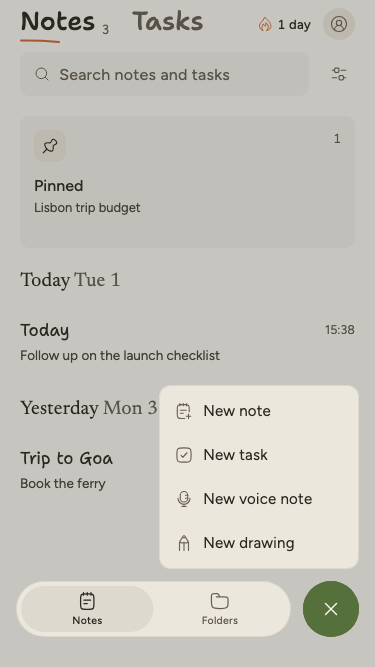 Notes 3 Tasks 1 day
Search notes and tasks
1
Pinned
Lisbon trip budget
Today Tue 1
Today 15:38
Follow up on the launch checklist
Yesterday Mon 3
Trip to Goa
Book the ferry
New note
New task
New voice note
New drawing
Notes Folders